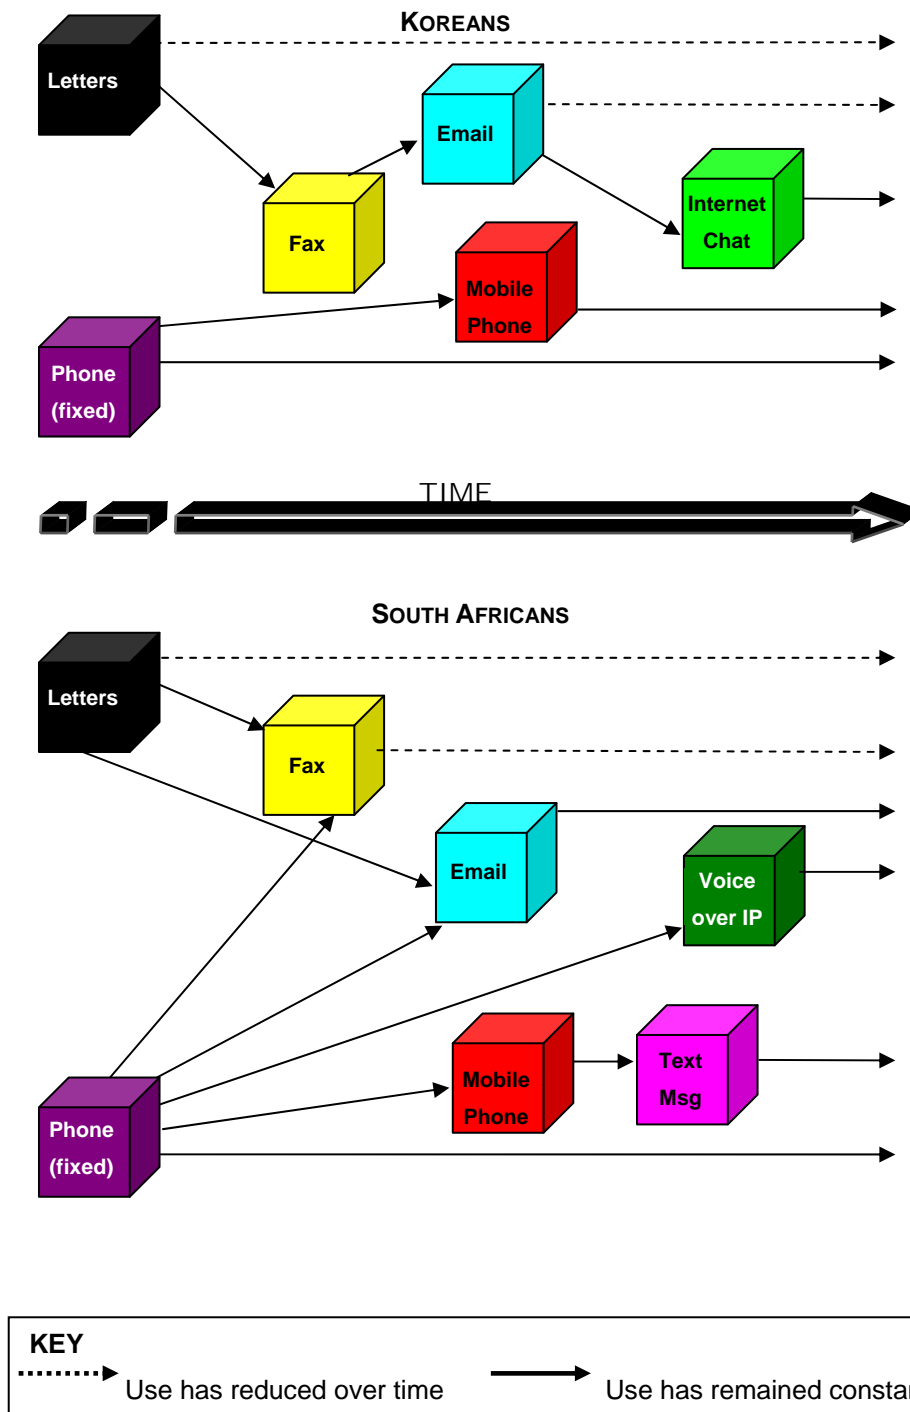 KOREANS
Letters
Email
Internet
Chat
Fax
Mobile
Phone
Phone
(fixed)
TIME
SOUTH AFRICANS
Letters
Fax
Email
Voice
over IP
Mobile
Phone
Text
Msg
Phone
(fixed)
KEY
Use has reduced over time
Use has remained constan